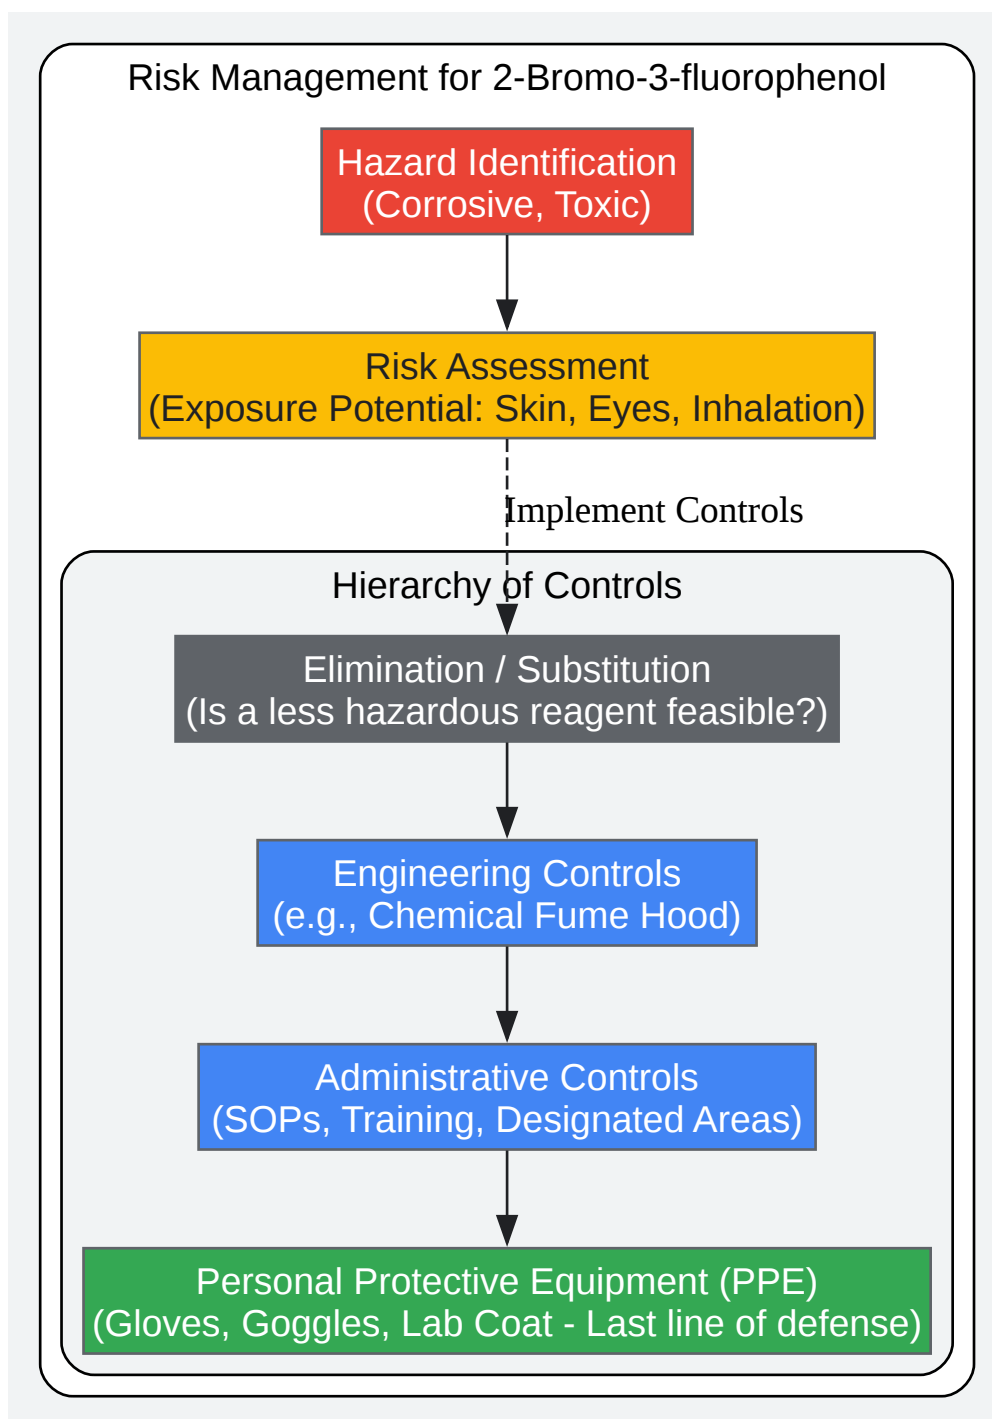 Risk Management for 2-Bromo-3-fluorophenol
Hazard Identification
(Corrosive, Toxic)
Risk Assessment
(Exposure Potential: Skin, Eyes, Inhalation)
Implement Controls
Hierarchy of Controls
Elimination / Substitution
(Is a less hazardous reagent feasible?)
Engineering Controls
(e.g., Chemical Fume Hood)
Administrative Controls
(SOPs, Training, Designated Areas)
Personal Protective Equipment (PPE)
(Gloves, Goggles, Lab Coat - Last line of defense)